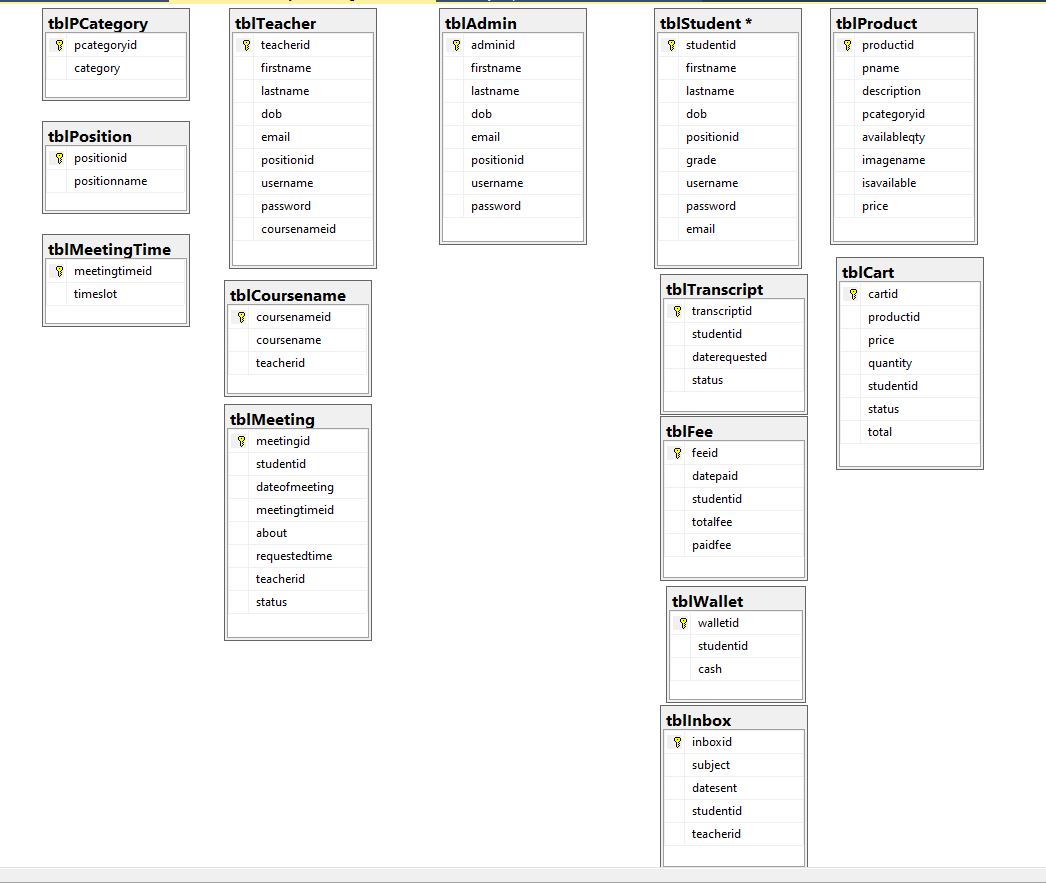 tblPCategory
pcategoryid
category
tblPosition
positionid
positionname
tblMeetingTime
meetingtimeid
timeslot
tblTeacher
teacherid
firstname
lastname
dob
email
positionid
username
password
coursenameid
tblCoursename
coursenameid
coursename
teacherid
tblMeeting
meetingid
studentid
dateofmeeting
meetingtimeid
about
requestedtime
teacherid
status
tblAdmin
adminid
firstname
lastname
dob
email
positionid
username
password
tblStudent *
studentid
firstname
lastname
dob
positionid
grade
username
password
email
tblTranscript
transcriptid
studentid
daterequested
status
tblFee
feeid
datepaid
studentid
totalfee
paidfee
tblWallet
walletid
studentid
cash
tblInbox
inboxid
subject
datesent
studentid
teacherid
tblProduct
productid
pname
description
pcategoryid
availableqty
imagename
isavailable
price
tblCart
cartid
productid
price
quantity
studentid
status
total